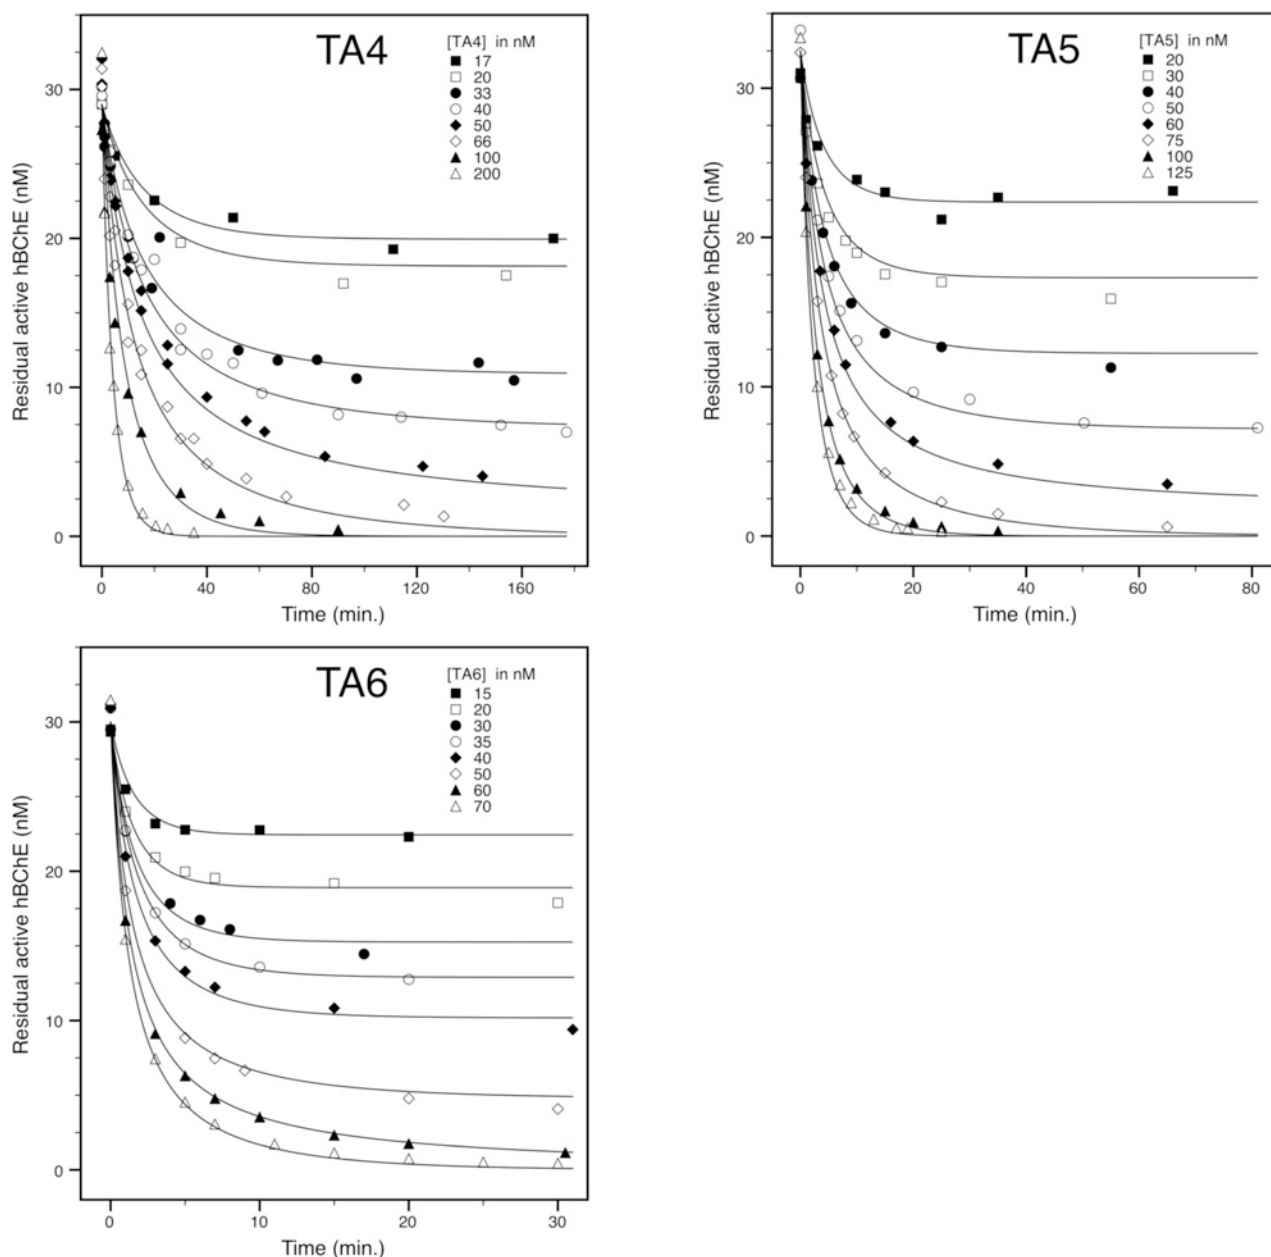 TA4
[TA4] in nM
17
20
33
40
50
66
100
200
30
20
10
0
Residual active hBChE (nM)
0 40 80 120 160
Time (min.)
TA5
[TA5] in nM
20
30
40
50
60
75
100
125
30
20
10
0
Residual active hBChE (nM)
0 20 40 60 80
Time (min.)
TA6
[TA6] in nM
15
20
30
35
40
50
60
70
30
20
10
0
Residual active hBChE (nM)
0 10 20 30
Time (min.)